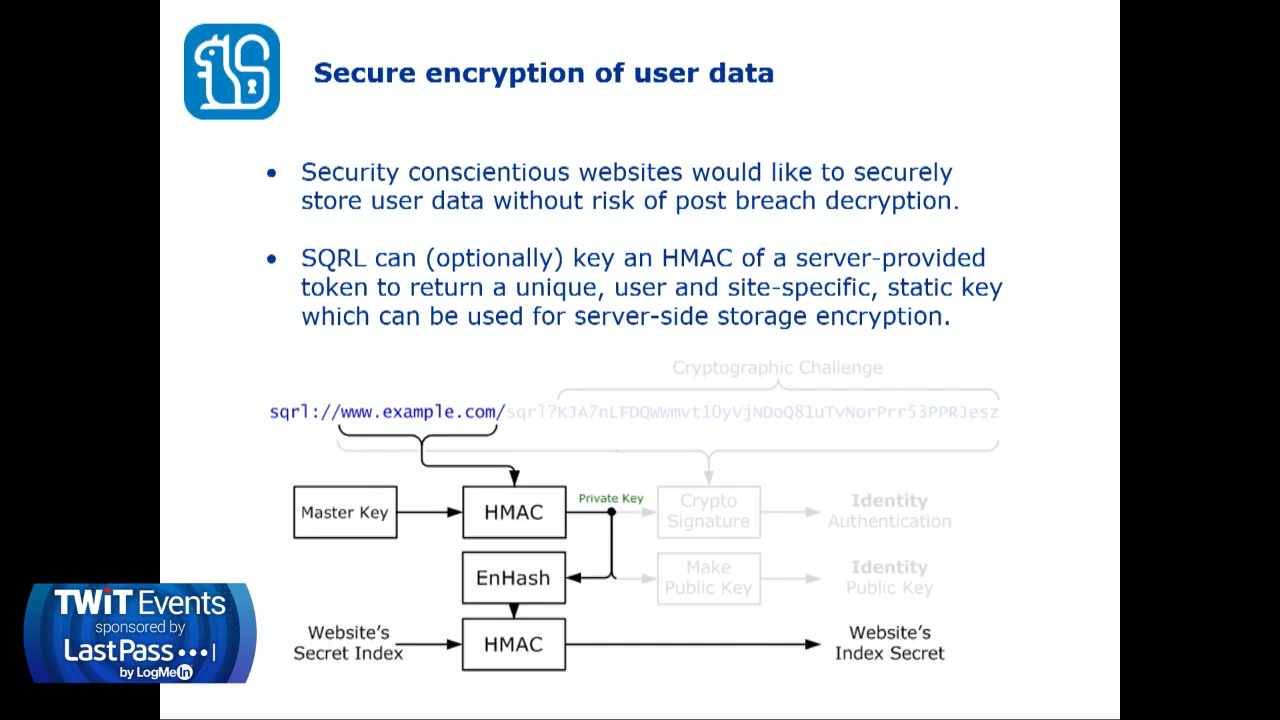 Secure encryption of user data
• Security conscientious websites would like to securely
store user data without risk of post breach decryption.
• SQRL can (optionally) key an HMAC of a server-provided
token to return a unique, user and site-specific, static key
which can be used for server-side storage encryption.
Cryptographic Challenge
sqrl://www.example.com/sqrl?KJA7nLFDQWWmvt1OyVjNDoQ81uTvNorPrr53PPRJesz
Master Key
HMAC
Private Key
Crypto
Signature
Identity
Authentication
EnHash
Make
Public Key
Identity
Public Key
Website's
Secret Index
HMAC
Website's
Index Secret
TWiT Events
sponsored by
LastPass •••|
by LogMeIn